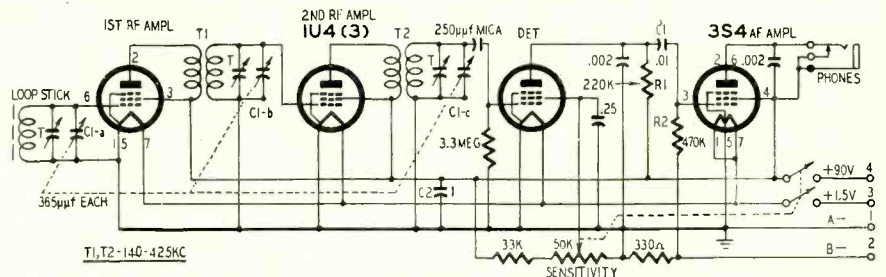 1ST RF AMPL
2
6
3
1 5 7
T1
T
C1-b
2ND RF AMPL
1U4 (3)
T2
T
C1-c
250µµf MICA
DET
.002
C1
.01
220K
R1
3S4 AF AMPL
2 6
.002
3
4
1 5 7
PHONES
LOOP STICK
T
C1-a
3.3MEG
.25
R2
470K
365µµf EACH
C2
.1
+90V 4
+1.5V 3
A— 1
B— 2
T1,T2-140-425KC
33K
50K
330Ω
SENSITIVITY